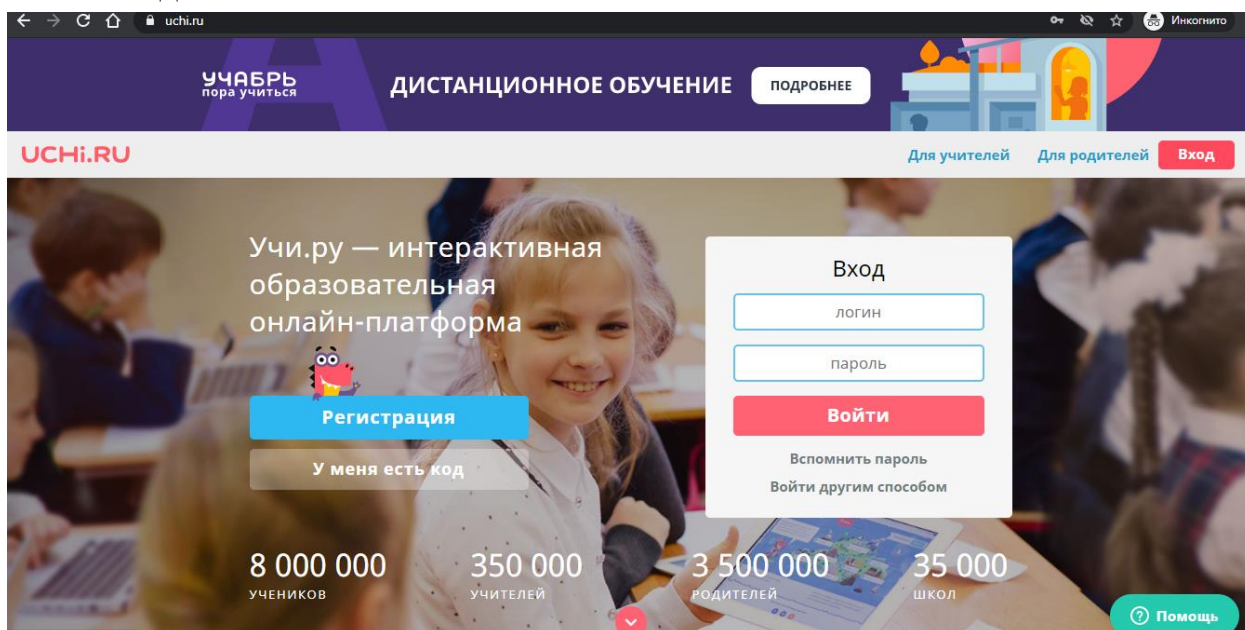 uchi.ru
Инкогнито
УЧАБРЬ
пора учиться
ДИСТАНЦИОННОЕ ОБУЧЕНИЕ
ПОДРОБНЕЕ
UCHi.RU
Для учителей
Для родителей
Вход
Учи.ру — интерактивная
образовательная
онлайн-платформа
Регистрация
У меня есть код
Вход
логин
пароль
Войти
Вспомнить пароль
Войти другим способом
8 000 000
УЧЕНИКОВ
350 000
УЧИТЕЛЕЙ
3 500 000
РОДИТЕЛЕЙ
35 000
ШКОЛ
Помощь